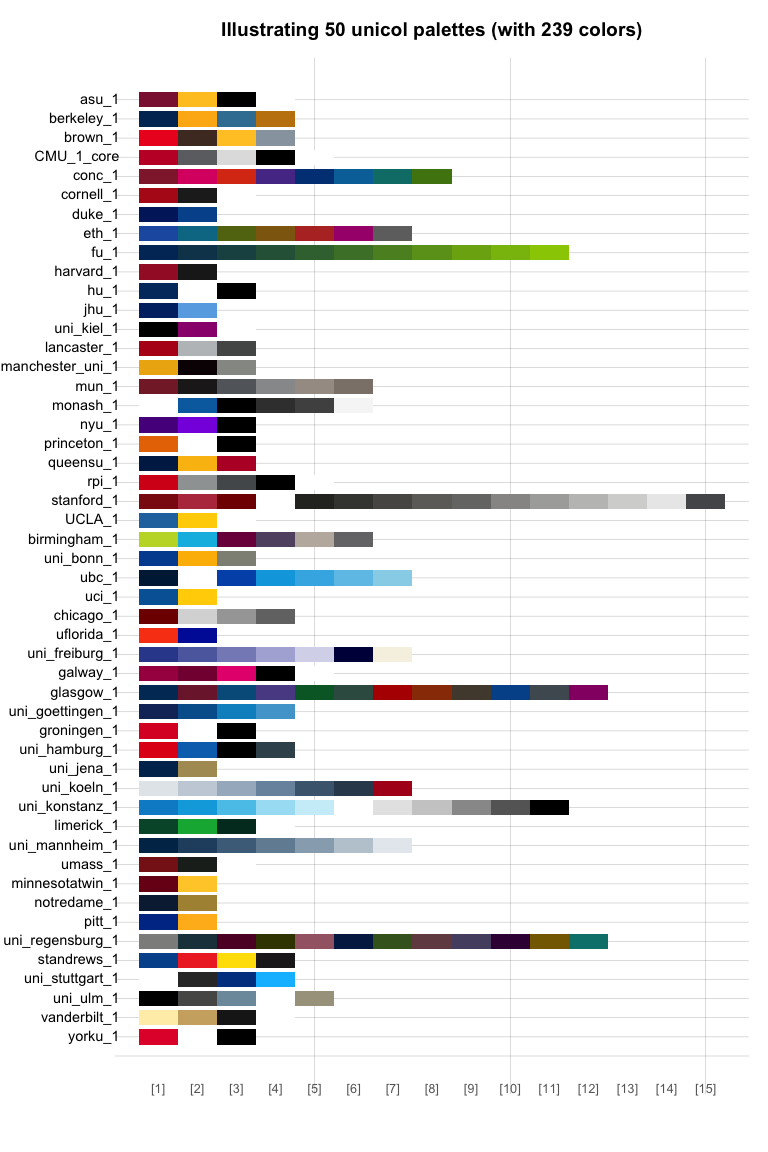 Illustrating 50 unicol palettes (with 239 colors)
asu_1
berkeley_1
brown_1
CMU_1_core
conc_1
cornell_1
duke_1
eth_1
fu_1
harvard_1
hu_1
jhu_1
uni_kiel_1
lancaster_1
manchester_uni_1
mun_1
monash_1
nyu_1
princeton_1
queensu_1
rpi_1
stanford_1
UCLA_1
birmingham_1
uni_bonn_1
ubc_1
uci_1
chicago_1
uflorida_1
uni_freiburg_1
galway_1
glasgow_1
uni_goettingen_1
groningen_1
uni_hamburg_1
uni_jena_1
uni_koeln_1
uni_konstanz_1
limerick_1
uni_mannheim_1
umass_1
minnesotatwin_1
notredame_1
pitt_1
uni_regensburg_1
standrews_1
uni_stuttgart_1
uni_ulm_1
vanderbilt_1
yorku_1
[1] [2] [3] [4] [5] [6] [7] [8] [9] [10] [11] [12] [13] [14] [15]